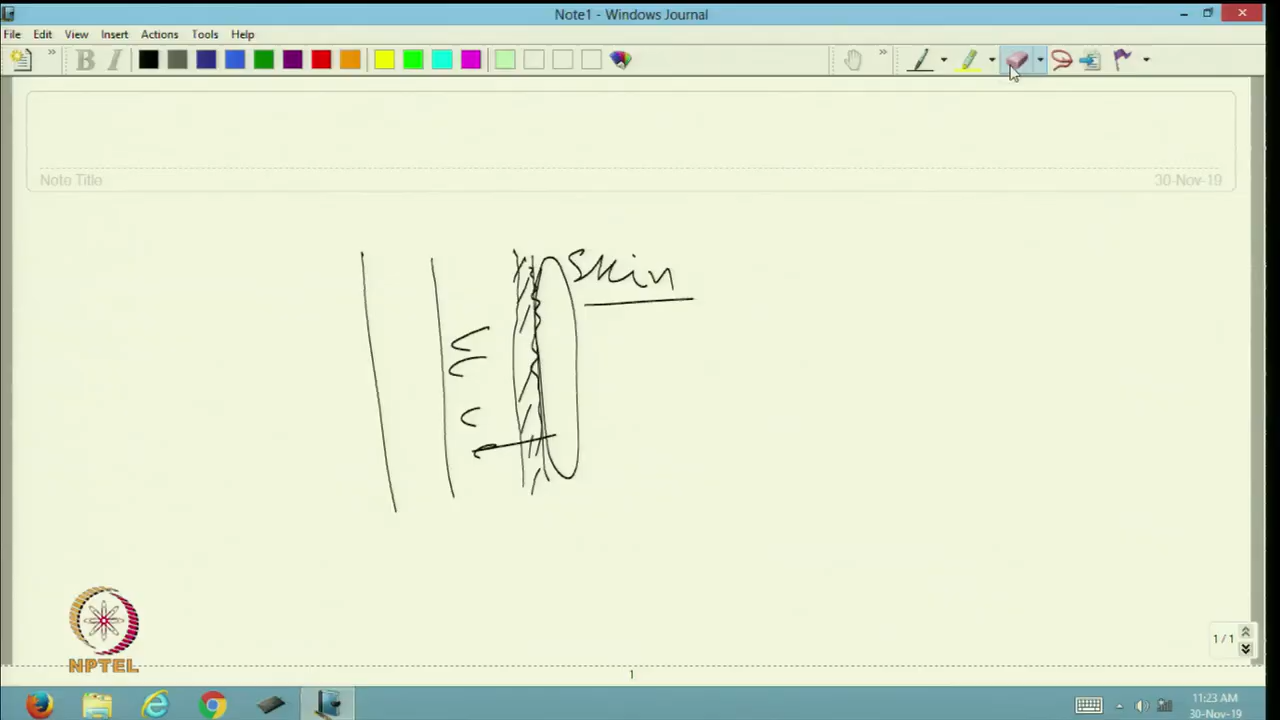 Note1 - Windows Journal
File Edit View Insert Actions Tools Help
B I
Note Title
30-Nov-19
skin
1 / 1
NPTEL
1
11:23 AM
30-Nov-19